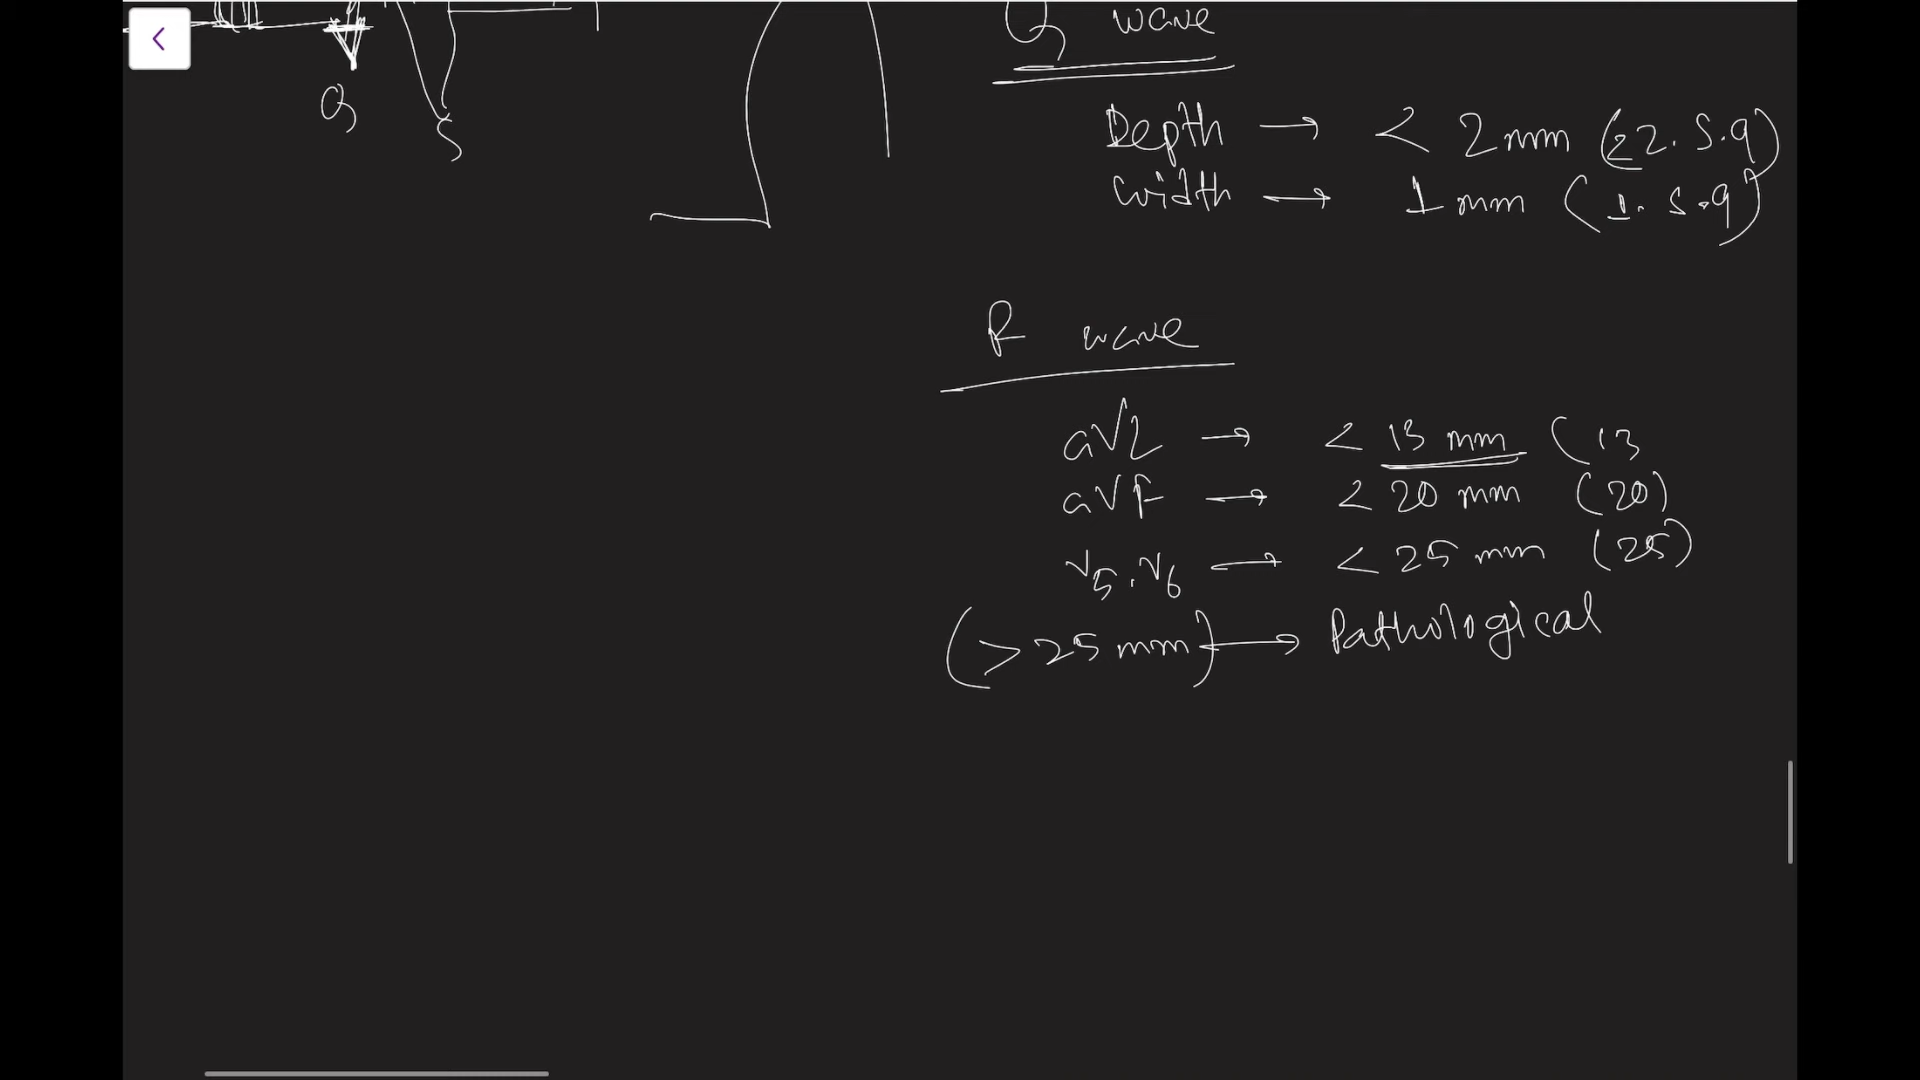 Q wave
Q
S
Depth → < 2 mm (≤2. S.q)
width → 1 mm (1. S.q)
R wave
aVL → < 13 mm (13
aVF → < 20 mm (20)
V5, V6 → < 25 mm (25)
(> 25 mm) → Pathological